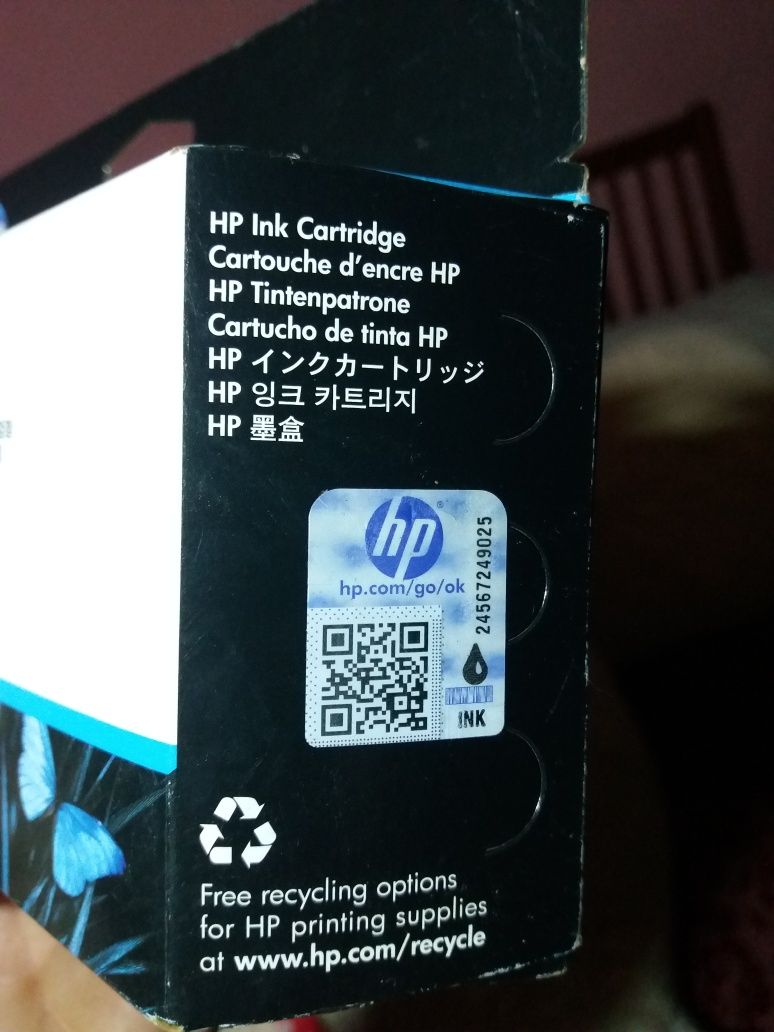 HP Ink Cartridge
Cartouche d'encre HP
HP Tintenpatrone
Cartucho de tinta HP
HP インクカートリッジ
HP 잉크 카트리지
HP 墨盒
hp
®
hp.com/go/ok
24567249025
INK
Free recycling options
for HP printing supplies
at www.hp.com/recycle